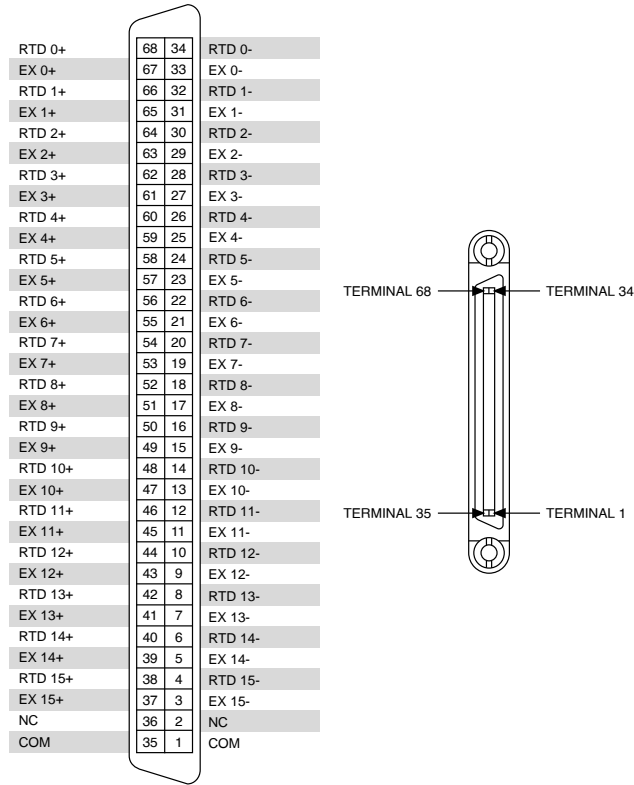 RTD 0+ 68 34 RTD 0-
EX 0+ 67 33 EX 0-
RTD 1+ 66 32 RTD 1-
EX 1+ 65 31 EX 1-
RTD 2+ 64 30 RTD 2-
EX 2+ 63 29 EX 2-
RTD 3+ 62 28 RTD 3-
EX 3+ 61 27 EX 3-
RTD 4+ 60 26 RTD 4-
EX 4+ 59 25 EX 4-
RTD 5+ 58 24 RTD 5-
EX 5+ 57 23 EX 5-
RTD 6+ 56 22 RTD 6-
EX 6+ 55 21 EX 6-
RTD 7+ 54 20 RTD 7-
EX 7+ 53 19 EX 7-
RTD 8+ 52 18 RTD 8-
EX 8+ 51 17 EX 8-
RTD 9+ 50 16 RTD 9-
EX 9+ 49 15 EX 9-
RTD 10+ 48 14 RTD 10-
EX 10+ 47 13 EX 10-
RTD 11+ 46 12 RTD 11-
EX 11+ 45 11 EX 11-
RTD 12+ 44 10 RTD 12-
EX 12+ 43 9 EX 12-
RTD 13+ 42 8 RTD 13-
EX 13+ 41 7 EX 13-
RTD 14+ 40 6 RTD 14-
EX 14+ 39 5 EX 14-
RTD 15+ 38 4 RTD 15-
EX 15+ 37 3 EX 15-
NC 36 2 NC
COM 35 1 COM
TERMINAL 68 TERMINAL 34
TERMINAL 35 TERMINAL 1